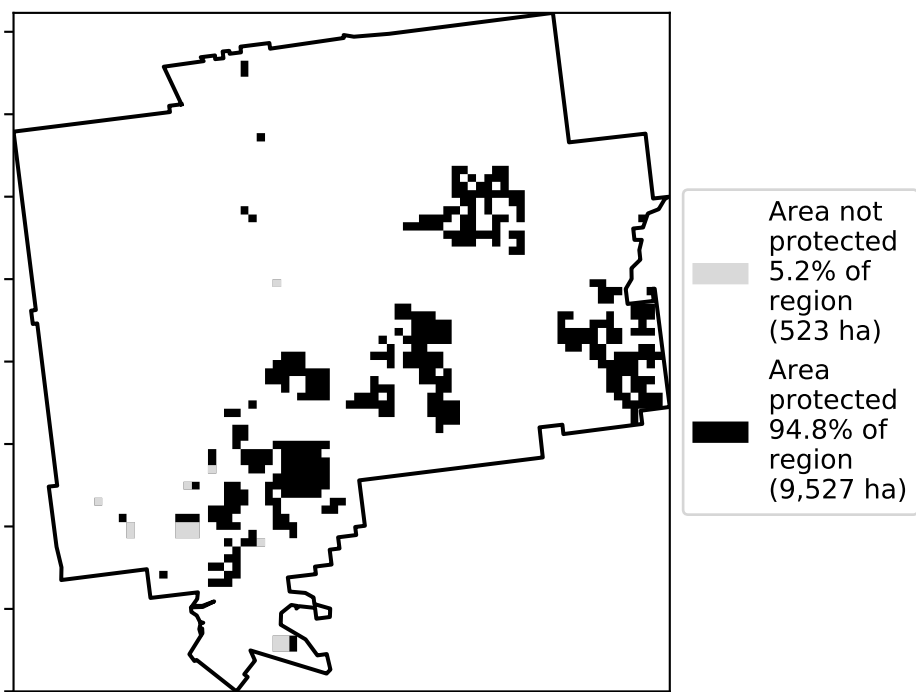 Area not
protected
5.2% of
region
(523 ha)
Area
protected
94.8% of
region
(9,527 ha)